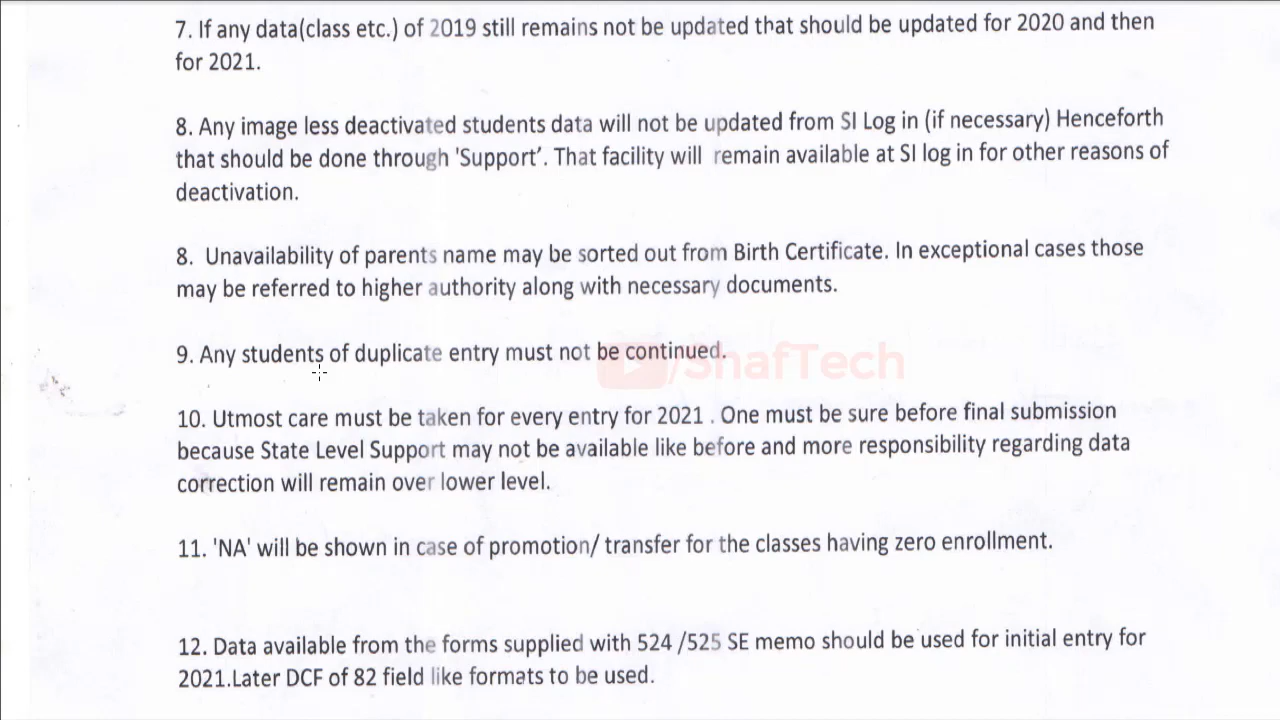 7. If any data(class etc.) of 2019 still remains not be updated that should be updated for 2020 and then
for 2021.
8. Any image less deactivated students data will not be updated from SI Log in (if necessary) Henceforth
that should be done through 'Support'. That facility will remain available at SI log in for other reasons of
deactivation.
8. Unavailability of parents name may be sorted out from Birth Certificate. In exceptional cases those
may be referred to higher authority along with necessary documents.
9. Any students of duplicate entry must not be continued.
/ShafTech
10. Utmost care must be taken for every entry for 2021 . One must be sure before final submission
because State Level Support may not be available like before and more responsibility regarding data
correction will remain over lower level.
11. 'NA' will be shown in case of promotion/ transfer for the classes having zero enrollment.
12. Data available from the forms supplied with 524 /525 SE memo should be used for initial entry for
2021.Later DCF of 82 field like formats to be used.